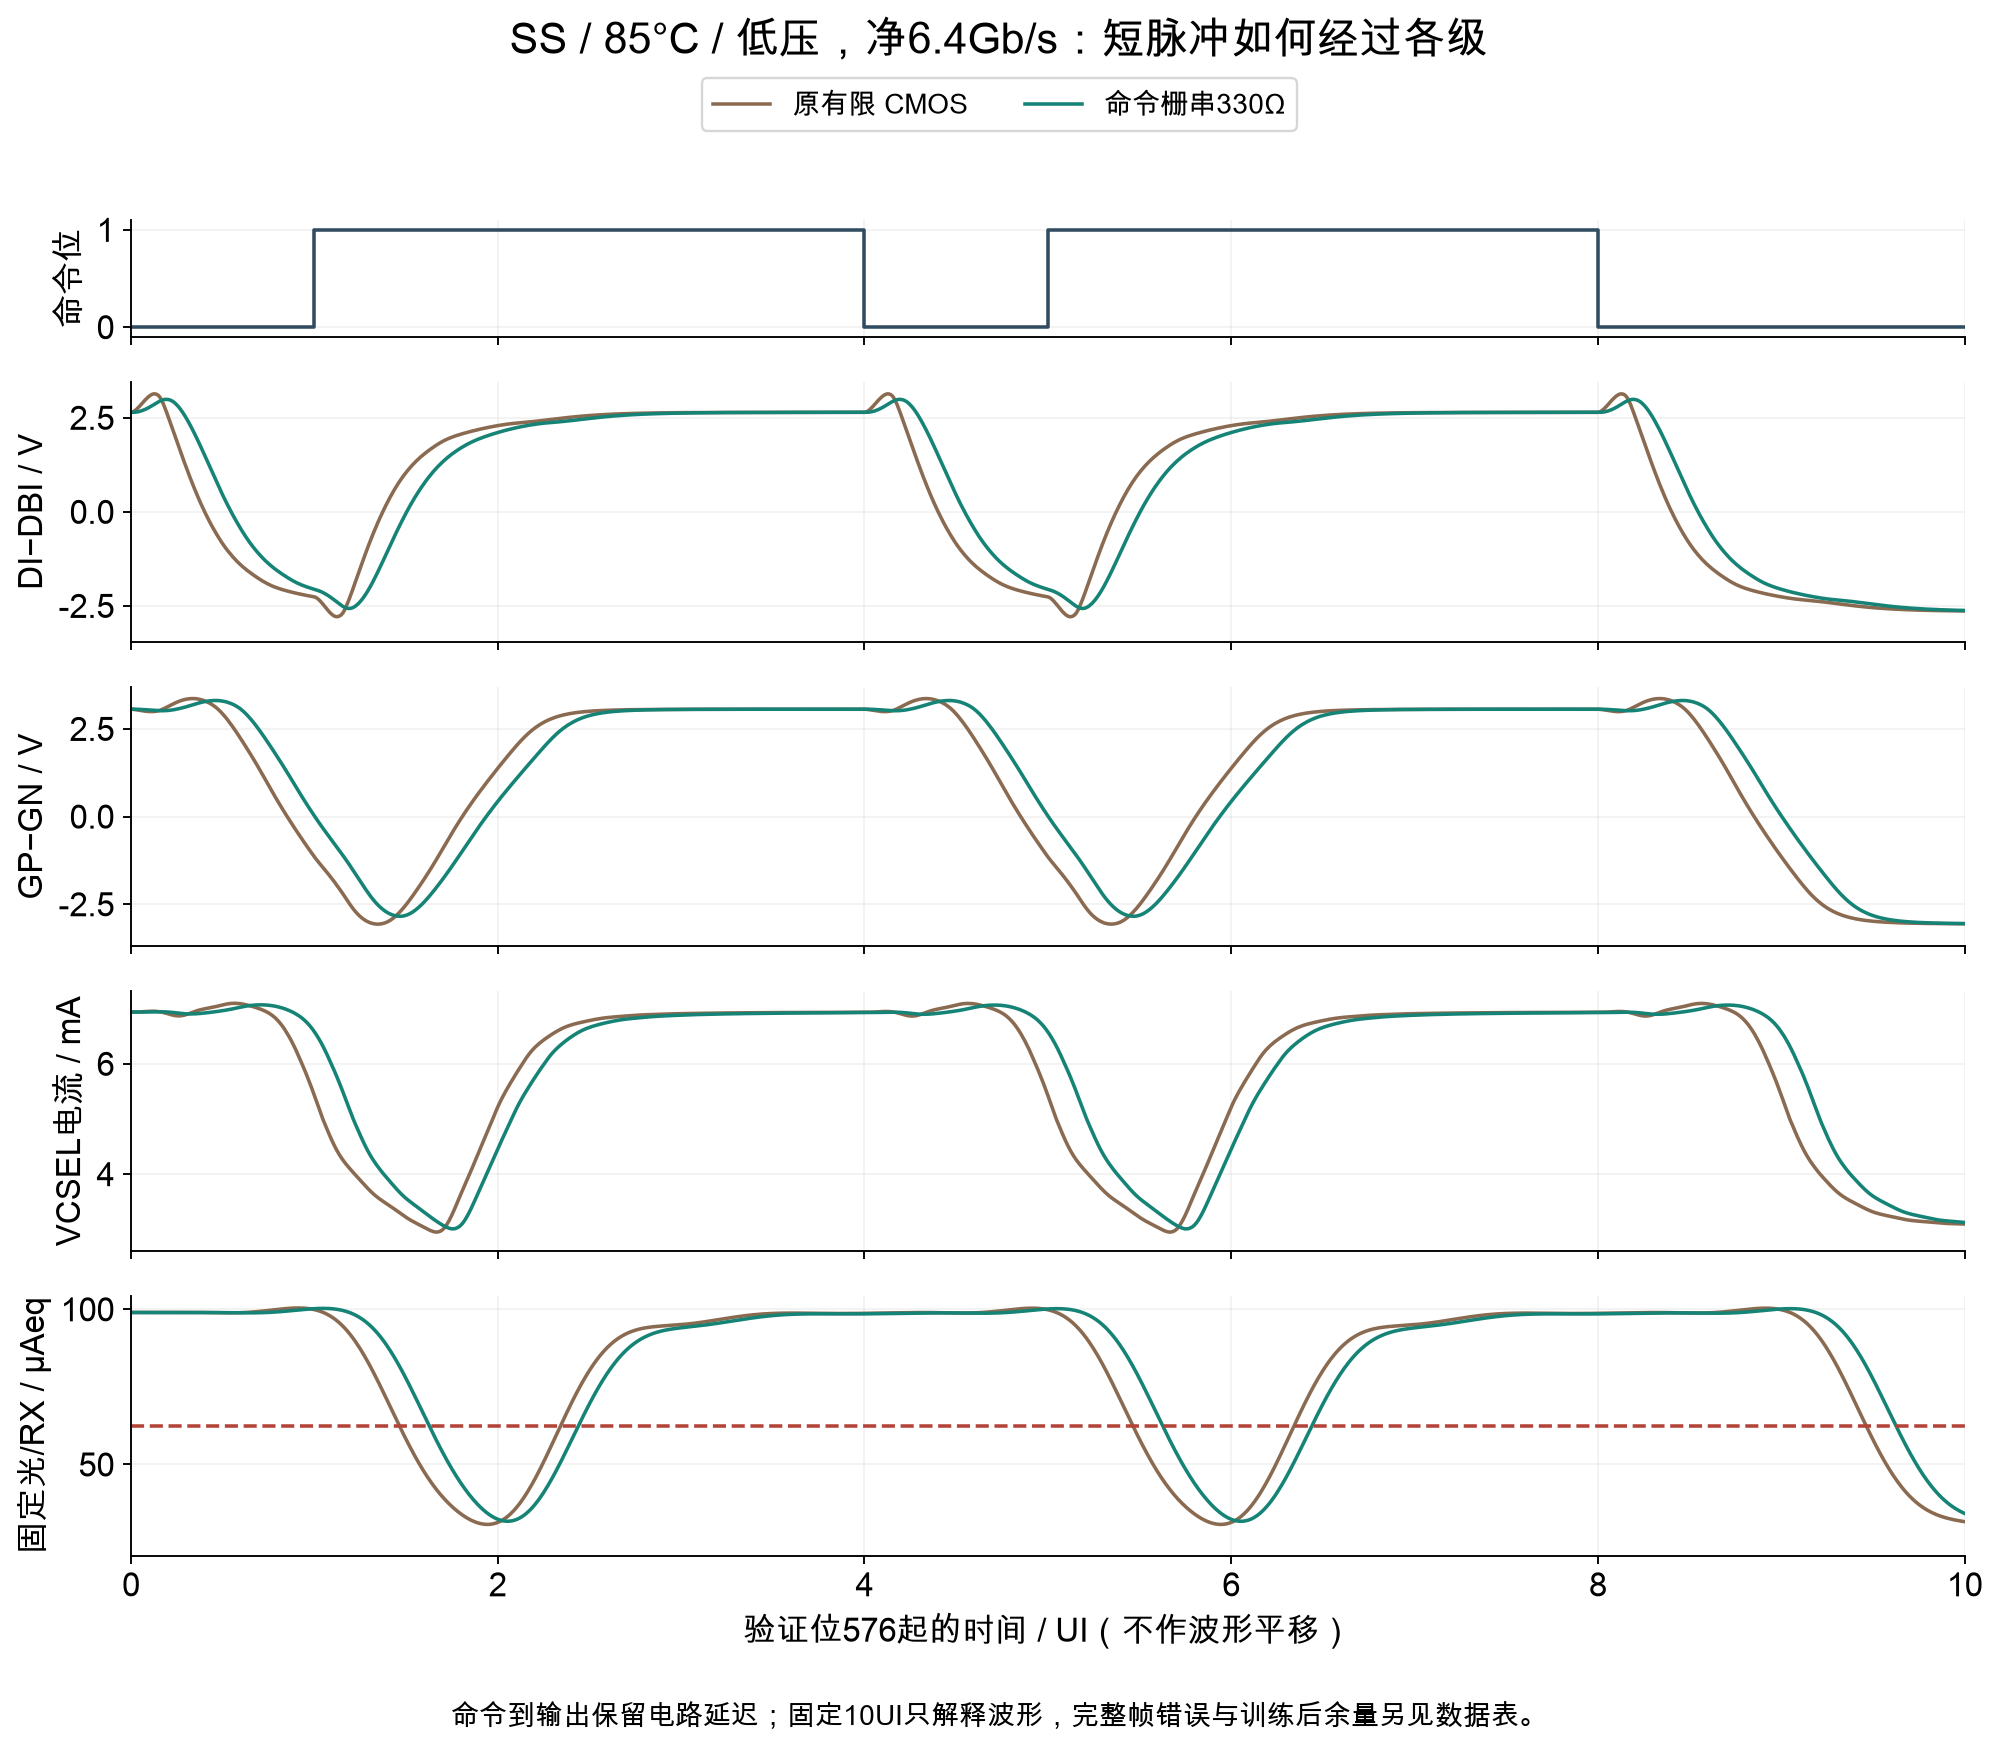 SS / 85°C / 低压，净6.4Gb/s：短脉冲如何经过各级
原有限 CMOS
命令栅串330Ω
命令位
1
0
DI−DBI / V
2.5
0.0
-2.5
GP−GN / V
2.5
0.0
-2.5
VCSEL电流 / mA
6
4
固定光/RX / μAeq
100
50
0 2 4 6 8 10
验证位576起的时间 / UI（不作波形平移）
命令到输出保留电路延迟；固定10UI只解释波形，完整帧错误与训练后余量另见数据表。